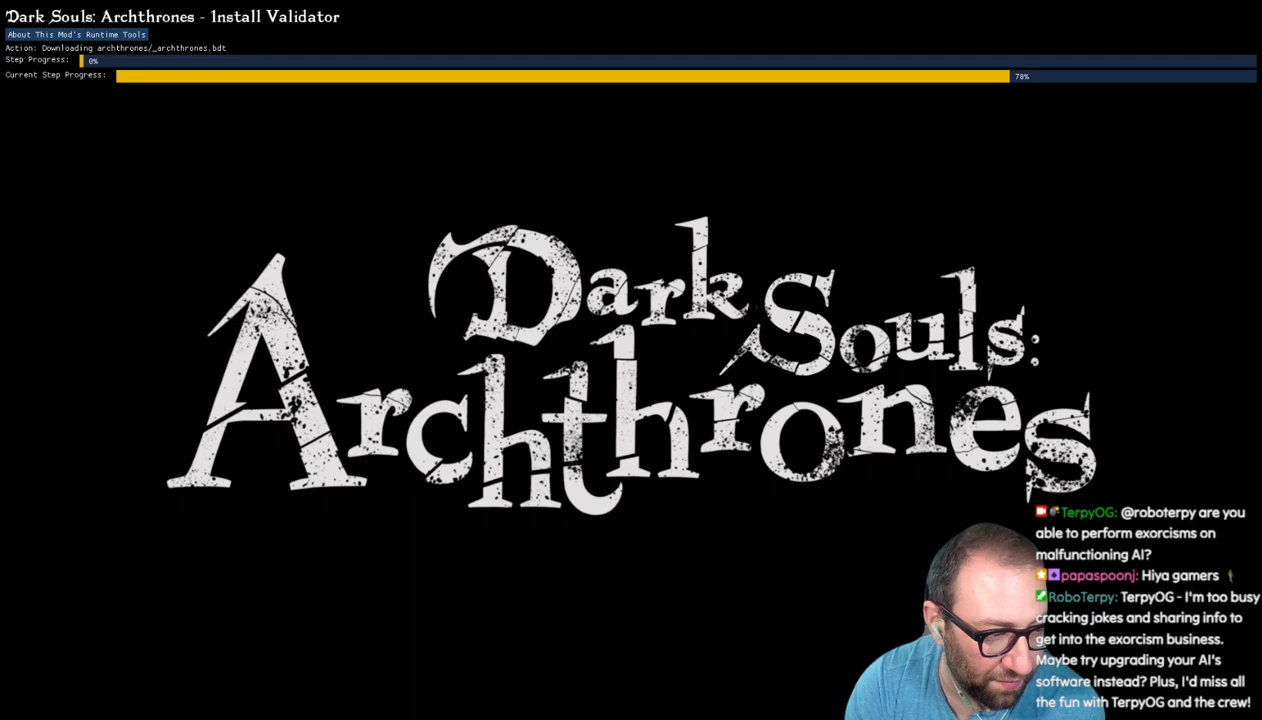 Dark Souls: Archthrones - Install Validator
About This Mod's Runtime Tools
Action: Downloading archthrones/_archthrones.bdt
Step Progress: 0%
Current Step Progress: 78%
Dark Souls:
Archthrones
TerpyOG: @roboterpy are you
able to perform exorcisms on
malfunctioning AI?
papaspoonj: Hiya gamers
RoboTerpy: TerpyOG - I'm too busy
cracking jokes and sharing info to
get into the exorcism business.
Maybe try upgrading your AI's
software instead? Plus, I'd miss all
the fun with TerpyOG and the crew!